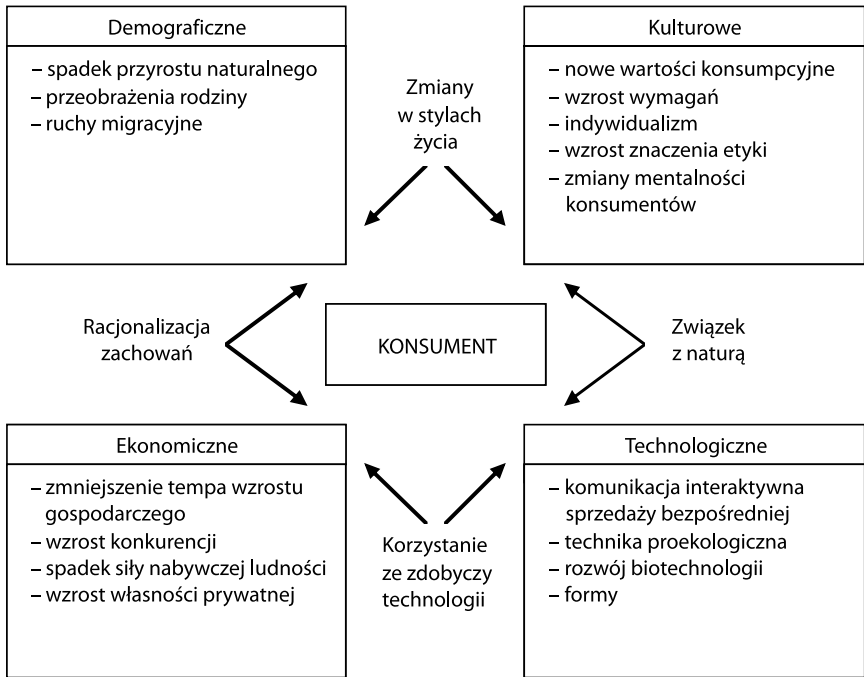 Demograficzne
– spadek przyrostu naturalnego
– przeobrażenia rodziny
– ruchy migracyjne
Zmiany
w stylach
życia
Kulturowe
– nowe wartości konsumpcyjne
– wzrost wymagań
– indywidualizm
– wzrost znaczenia etyki
– zmiany mentalności
konsumentów
Racjonalizacja
zachowań
KONSUMENT
Związek
z naturą
Ekonomiczne
– zmniejszenie tempa wzrostu
gospodarczego
– wzrost konkurencji
– spadek siły nabywczej ludności
– wzrost własności prywatnej
Korzystanie
ze zdobyczy
technologii
Technologiczne
– komunikacja interaktywna
sprzedaży bezpośredniej
– technika proekologiczna
– rozwój biotechnologii
– formy